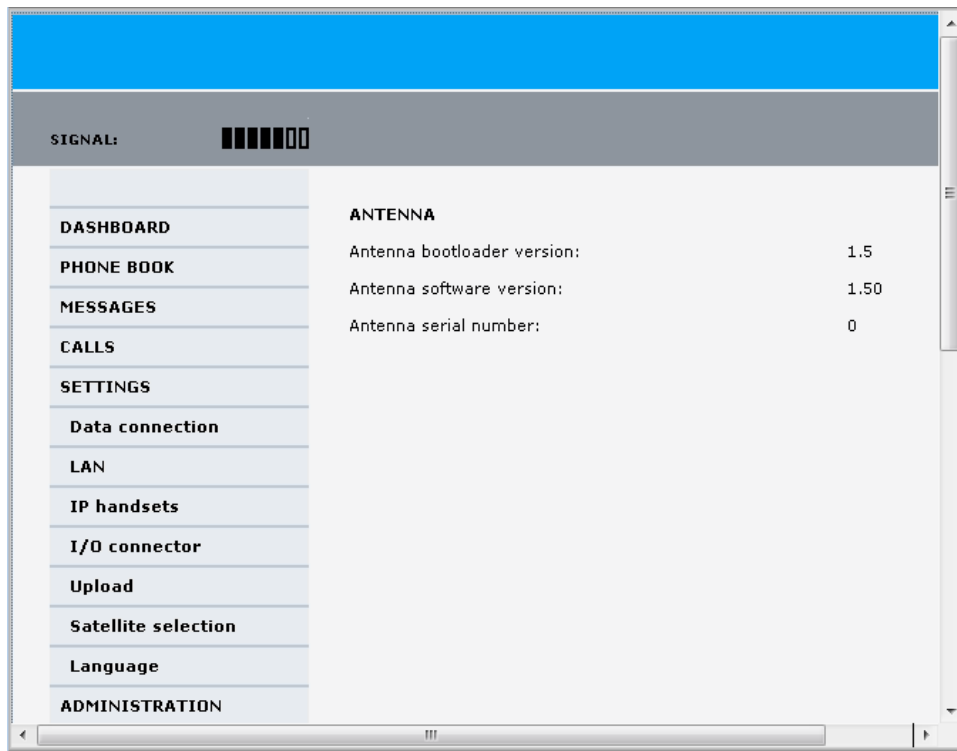 SIGNAL:
DASHBOARD
PHONE BOOK
MESSAGES
CALLS
SETTINGS
Data connection
LAN
IP handsets
I/O connector
Upload
Satellite selection
Language
ADMINISTRATION
ANTENNA
Antenna bootloader version: 1.5
Antenna software version: 1.50
Antenna serial number: 0